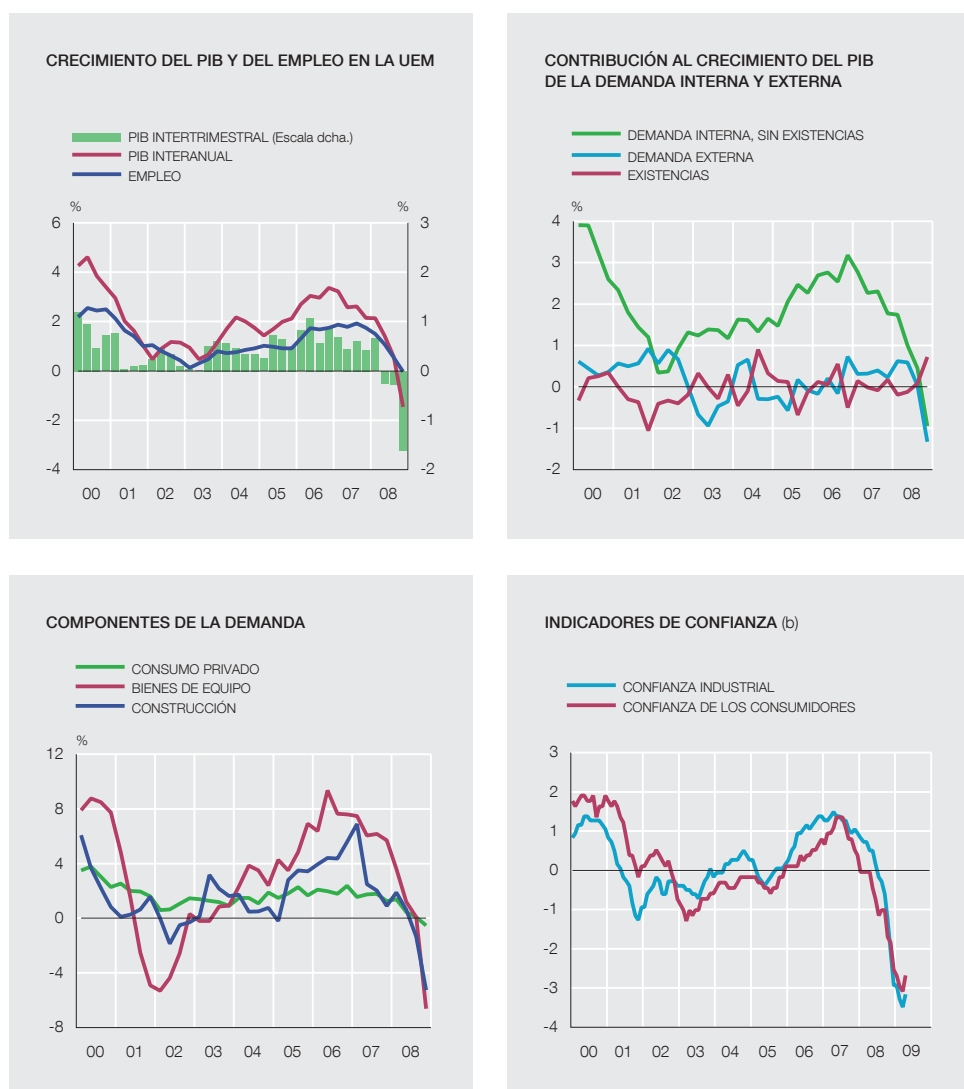 CRECIMIENTO DEL PIB Y DEL EMPLEO EN LA UEM
PIB INTERTRIMESTRAL (Escala dcha.)
PIB INTERANUAL
EMPLEO
% %
6 3
4 2
2 1
0 0
-2 -1
-4 -2
00 01 02 03 04 05 06 07 08
CONTRIBUCIÓN AL CRECIMIENTO DEL PIB
DE LA DEMANDA INTERNA Y EXTERNA
DEMANDA INTERNA, SIN EXISTENCIAS
DEMANDA EXTERNA
EXISTENCIAS
%
4
3
2
1
0
-1
-2
00 01 02 03 04 05 06 07 08
COMPONENTES DE LA DEMANDA
CONSUMO PRIVADO
BIENES DE EQUIPO
CONSTRUCCIÓN
%
12
8
4
0
-4
-8
00 01 02 03 04 05 06 07 08
INDICADORES DE CONFIANZA (b)
CONFIANZA INDUSTRIAL
CONFIANZA DE LOS CONSUMIDORES
3
2
1
0
-1
-2
-3
-4
00 01 02 03 04 05 06 07 08 09